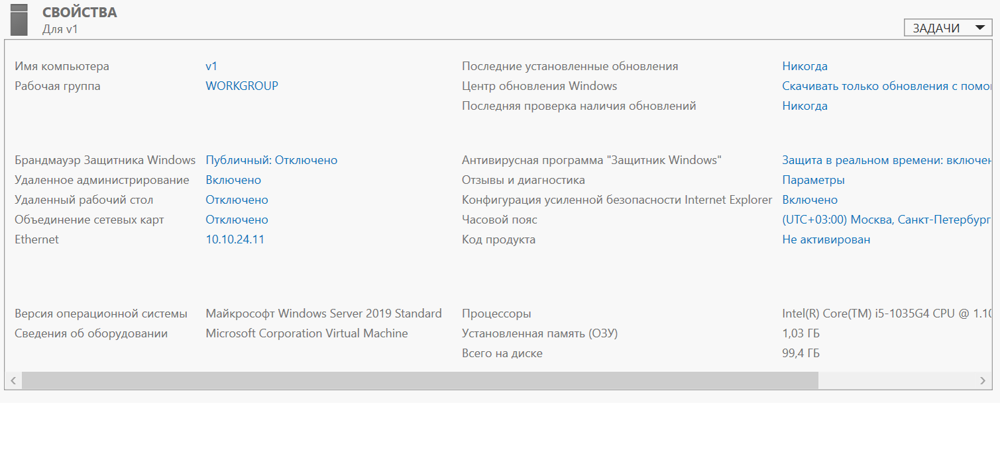 СВОЙСТВА
Для v1
ЗАДАЧИ
Имя компьютера v1 Последние установленные обновления Никогда
Рабочая группа WORKGROUP Центр обновления Windows Скачивать только обновления с помо
Последняя проверка наличия обновлений Никогда
Брандмауэр Защитника Windows Публичный: Отключено Антивирусная программа "Защитник Windows" Защита в реальном времени: включен
Удаленное администрирование Включено Отзывы и диагностика Параметры
Удаленный рабочий стол Отключено Конфигурация усиленной безопасности Internet Explorer Включено
Объединение сетевых карт Отключено Часовой пояс (UTC+03:00) Москва, Санкт-Петербург
Ethernet 10.10.24.11 Код продукта Не активирован
Версия операционной системы Майкрософт Windows Server 2019 Standard Процессоры Intel(R) Core(TM) i5-1035G4 CPU @ 1.10
Сведения об оборудовании Microsoft Corporation Virtual Machine Установленная память (ОЗУ) 1,03 ГБ
Всего на диске 99,4 ГБ